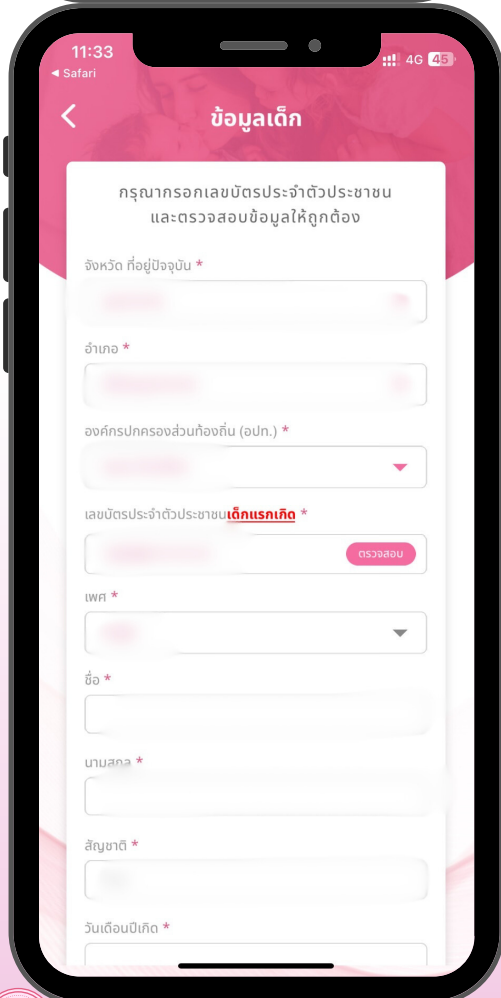 11:33
4G 45
◀ Safari
ข้อมูลเด็ก
กรุณากรอกเลขบัตรประจำตัวประชาชน
และตรวจสอบข้อมูลให้ถูกต้อง
จังหวัด ที่อยู่ปัจจุบัน *
อำเภอ *
องค์กรปกครองส่วนท้องถิ่น (อปท.) *
เลขบัตรประจำตัวประชาชนเด็กแรกเกิด *
ตรวจสอบ
เพศ *
ชื่อ *
นามสกุล *
สัญชาติ *
วันเดือนปีเกิด *